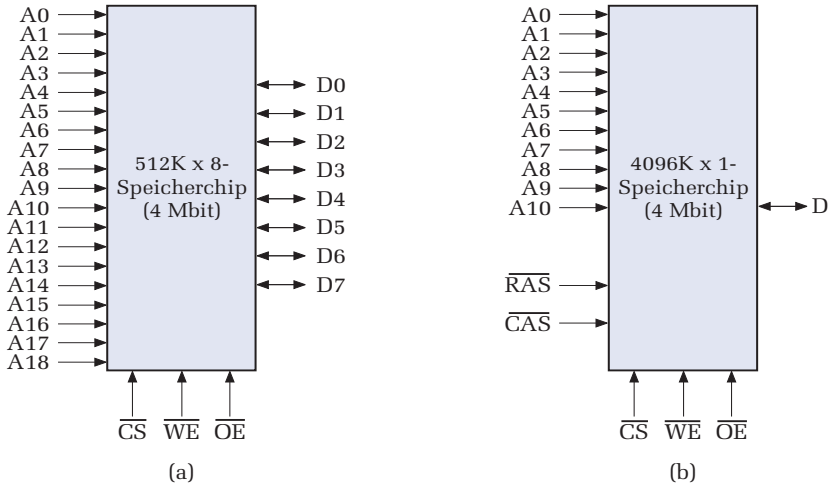 A0
A1
A2
A3
A4
A5
A6
A7
A8
A9
A10
A11
A12
A13
A14
A15
A16
A17
A18
512K x 8-
Speicherchip
(4 Mbit)
D0
D1
D2
D3
D4
D5
D6
D7
CS WE OE
(a)
A0
A1
A2
A3
A4
A5
A6
A7
A8
A9
A10
RAS
CAS
4096K x 1-
Speicherchip
(4 Mbit)
D
CS WE OE
(b)